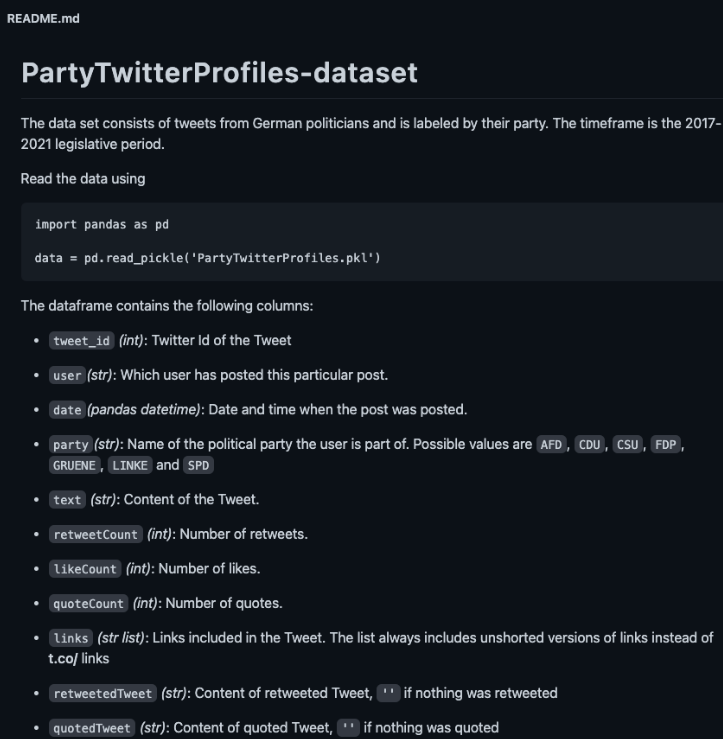 README.md
PartyTwitterProfiles-dataset
The data set consists of tweets from German politicians and is labeled by their party. The timeframe is the 2017-
2021 legislative period.
Read the data using
import pandas as pd
data = pd.read_pickle('PartyTwitterProfiles.pkl')
The dataframe contains the following columns:
• tweet_id (int): Twitter Id of the Tweet
• user (str): Which user has posted this particular post.
• date (pandas datetime): Date and time when the post was posted.
• party (str): Name of the political party the user is part of. Possible values are AFD , CDU , CSU , FDP ,
GRUENE , LINKE and SPD
• text (str): Content of the Tweet.
• retweetCount (int): Number of retweets.
• likeCount (int): Number of likes.
• quoteCount (int): Number of quotes.
• links (str list): Links included in the Tweet. The list always includes unshorted versions of links instead of
t.co/ links
• retweetedTweet (str): Content of retweeted Tweet, '' if nothing was retweeted
• quotedTweet (str): Content of quoted Tweet, '' if nothing was quoted